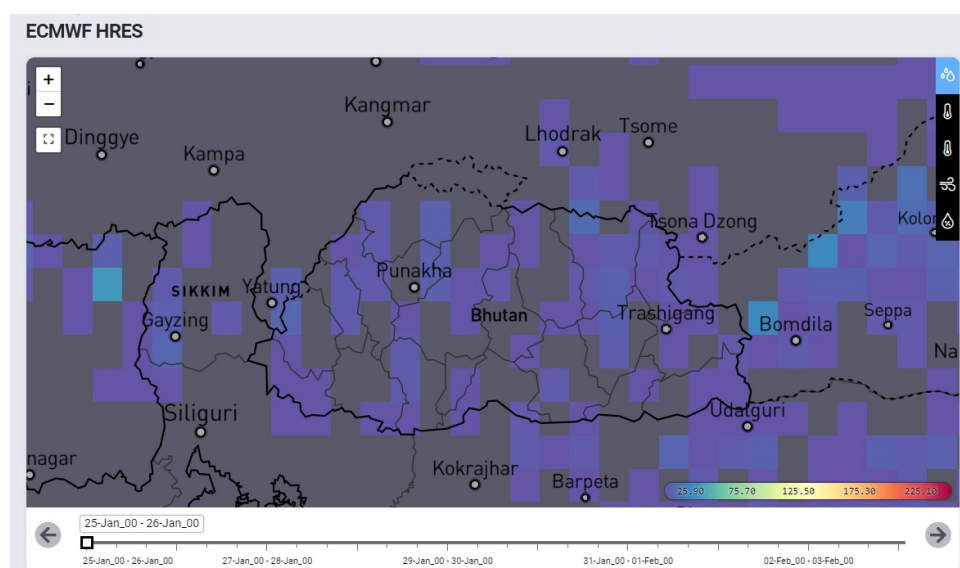 ECMWF HRES
+
−
Kangmar
Lhodrak
Tsome
Dinggye
Kampa
Tsona Dzong
Punakha
SIKKIM
Yatung
Gayzing
Bhutan
Trashigang
Bomdila
Seppa
Na
Siliguri
Udalguri
nagar
Kokrajhar
Barpeta
25.90 75.70 125.50 175.30 225.10
25-Jan_00 - 26-Jan_00
25-Jan_00 - 26-Jan_00 27-Jan_00 - 28-Jan_00 29-Jan_00 - 30-Jan_00 31-Jan_00 - 01-Feb_00 02-Feb_00 - 03-Feb_00